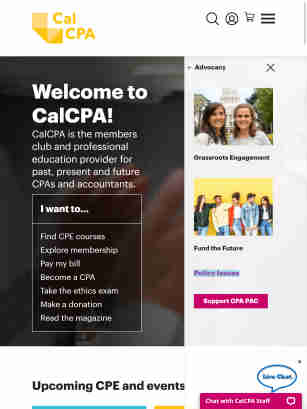 Cal
CPA
Advocacy
Welcome to
CalCPA!
CalCPA is the members
club and professional
education provider for
past, present and future
CPAs and accountants.
I want to...
Find CPE courses
Explore membership
Pay my bill
Become a CPA
Take the ethics exam
Make a donation
Read the magazine
Grassroots Engagement
Fund the Future
Policy Issues
Support CPA PAC
Upcoming CPE and events
Live Chat
Chat with CalCPA Staff